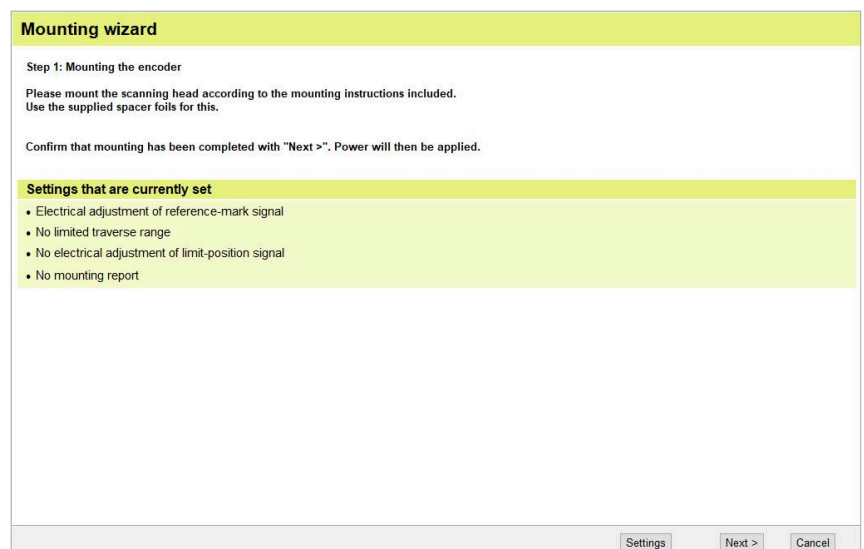 Mounting wizard
Step 1: Mounting the encoder
Please mount the scanning head according to the mounting instructions included.
Use the supplied spacer foils for this.
Confirm that mounting has been completed with "Next >". Power will then be applied.
Settings that are currently set
• Electrical adjustment of reference-mark signal
• No limited traverse range
• No electrical adjustment of limit-position signal
• No mounting report
Settings Next > Cancel